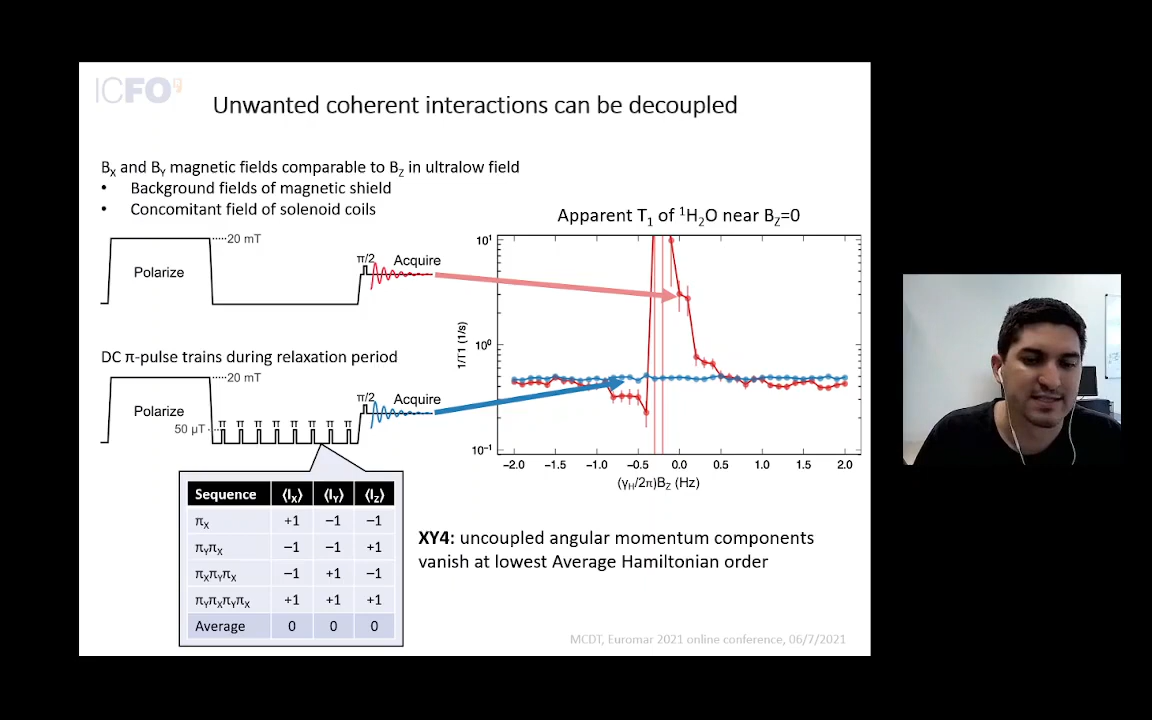 ICFO
Unwanted coherent interactions can be decoupled
B_X and B_Y magnetic fields comparable to B_Z in ultralow field
• Background fields of magnetic shield
• Concomitant field of solenoid coils
20 mT
Polarize
π/2
Acquire
DC π-pulse trains during relaxation period
20 mT
Polarize
50 µT
π π π π π π π π
π/2
Acquire
Sequence ⟨I_X⟩ ⟨I_Y⟩ ⟨I_Z⟩
π_X +1 −1 −1
π_Yπ_X −1 −1 +1
π_Xπ_Yπ_X −1 +1 −1
π_Yπ_Xπ_Yπ_X +1 +1 +1
Average 0 0 0
Apparent T₁ of ¹H₂O near B_Z=0
1/T1 (1/s)
10¹
10⁰
10⁻¹
−2.0 −1.5 −1.0 −0.5 0.0 0.5 1.0 1.5 2.0
(γ_H/2π)B_Z (Hz)
XY4: uncoupled angular momentum components
vanish at lowest Average Hamiltonian order
MCDT, Euromar 2021 online conference, 06/7/2021